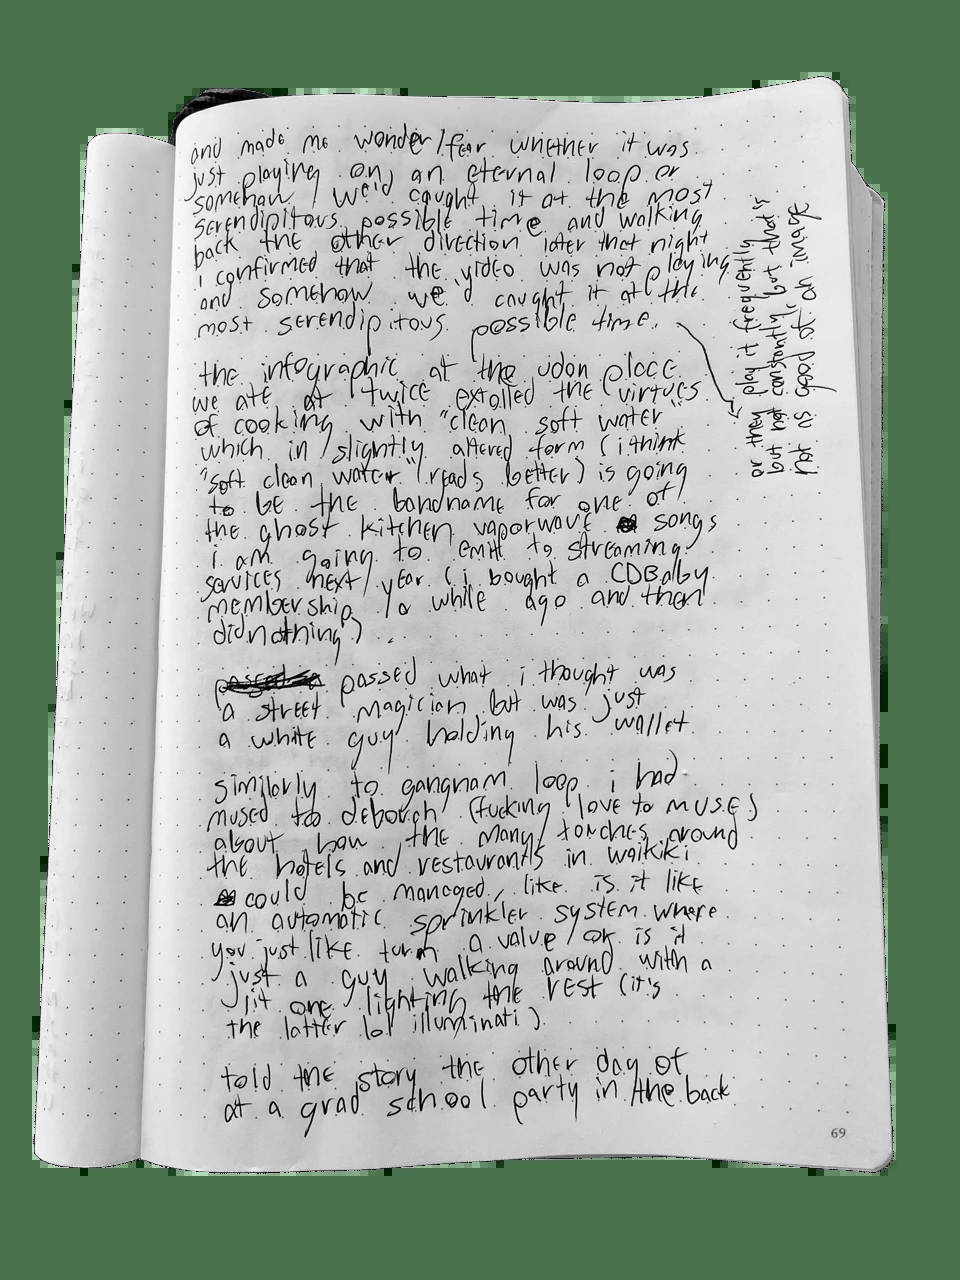 and made me wonder/fear whether it was
just playing on an eternal loop or
somehow we'd caught it at the most
serendipitous possible time and walking
back the other direction later that night
i confirmed that the video was not playing
and somehow we'd caught it at the
most serendipitous possible time.
or they play it frequently
but not constantly but that's
not as good of an image
the infographic at the udon place
we ate at twice extolled the virtues
of cooking with "clean soft water"
which in slightly altered form (i think
"soft clean water" reads better) is going
to be the bandname for one of
the ghost kitchen vaporwave songs
i am going to emit to streaming
services next year (i bought a CDBaby
membership a while ago and then
did nothing)
passed what i thought was
a street magician but was just
a white guy holding his wallet
similarly to gangnam loop i had
mused to deborah (fucking love to MUSE)
about how the many torches around
the hotels and restaurants in waikiki
could be managed, like is it like
an automatic sprinkler system where
you just like turn a valve or is it
just a guy walking around with a
lit one lighting the rest (it's
the latter lol illuminati)
told the story the other day of
at a grad school party in the back
69